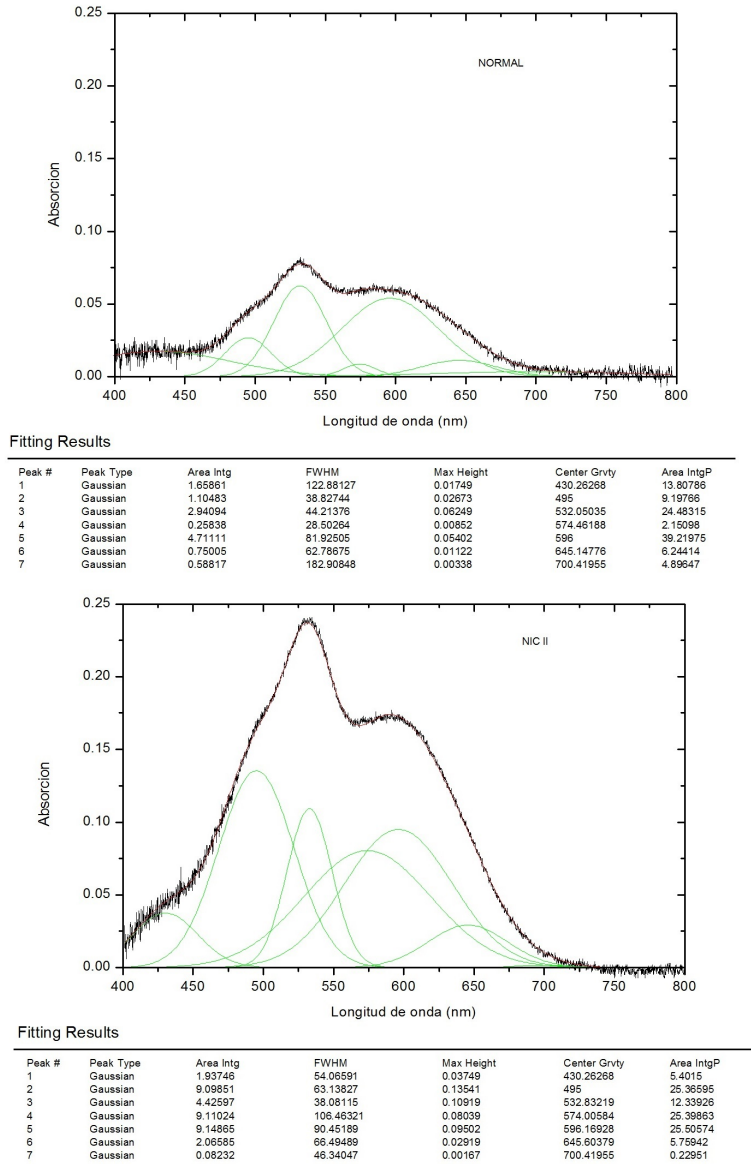 0.25
NORMAL
0.20
0.15
Absorcion
0.10
0.05
0.00
400 450 500 550 600 650 700 750 800
Longitud de onda (nm)
Fitting Results
Peak # Peak Type Area Intg FWHM Max Height Center Grvty Area IntgP
1 Gaussian 1.65861 122.88127 0.01749 430.26268 13.80786
2 Gaussian 1.10483 38.82744 0.02673 495 9.19766
3 Gaussian 2.94094 44.21376 0.06249 532.05035 24.48315
4 Gaussian 0.25838 28.50264 0.00852 574.46188 2.15098
5 Gaussian 4.71111 81.92505 0.05402 596 39.21975
6 Gaussian 0.75005 62.78675 0.01122 645.14776 6.24414
7 Gaussian 0.58817 182.90848 0.00338 700.41955 4.89647
0.25
NIC II
0.20
0.15
Absorcion
0.10
0.05
0.00
400 450 500 550 600 650 700 750 800
Longitud de onda (nm)
Fitting Results
Peak # Peak Type Area Intg FWHM Max Height Center Grvty Area IntgP
1 Gaussian 1.93746 54.06591 0.03749 430.26268 5.4015
2 Gaussian 9.09851 63.13827 0.13541 495 25.36595
3 Gaussian 4.42597 38.08115 0.10919 532.83219 12.33926
4 Gaussian 9.11024 106.46321 0.08039 574.00584 25.39863
5 Gaussian 9.14865 90.45189 0.09502 596.16928 25.50574
6 Gaussian 2.06585 66.49489 0.02919 645.60379 5.75942
7 Gaussian 0.08232 46.34047 0.00167 700.41955 0.22951